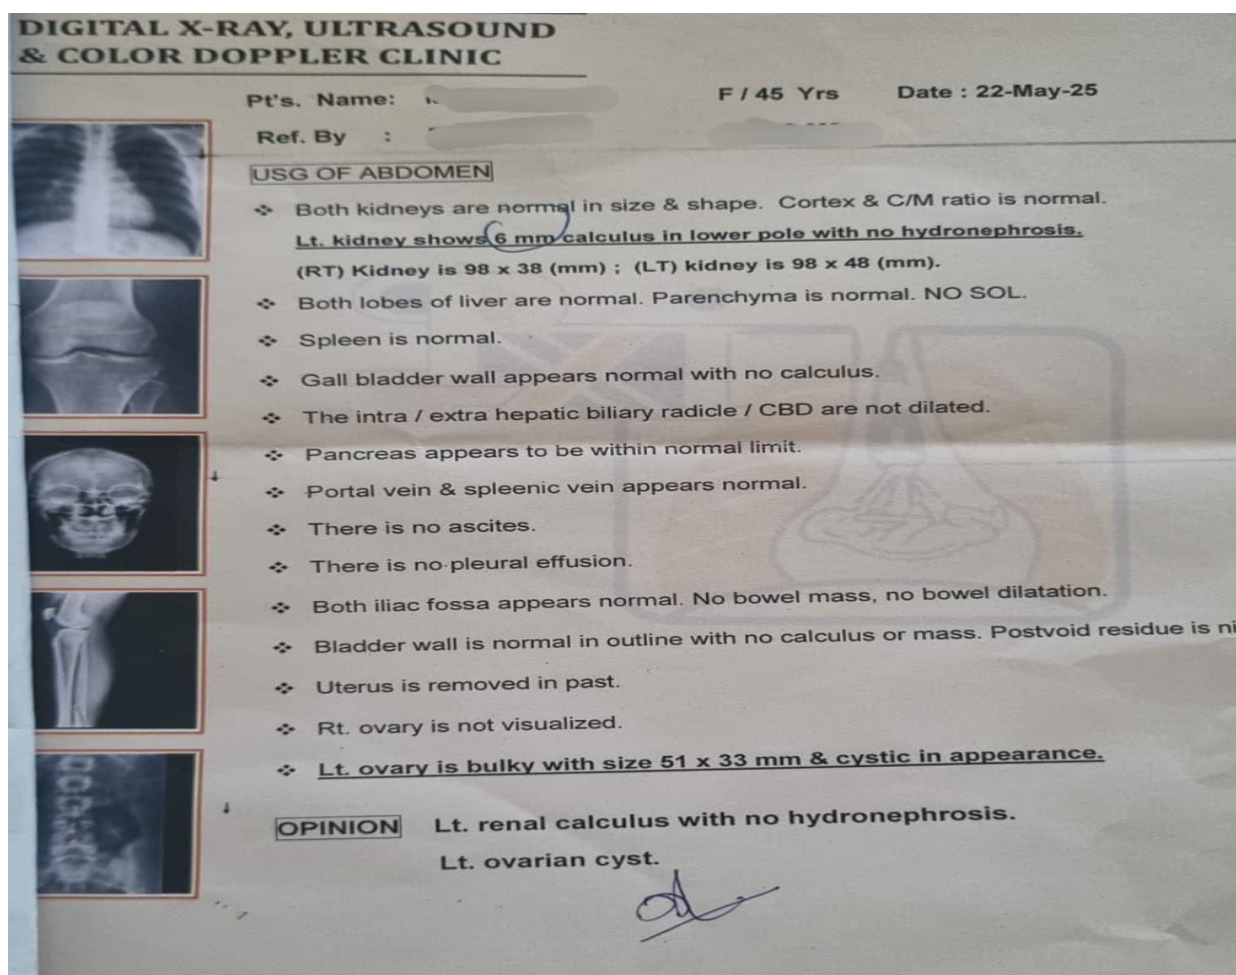 DIGITAL X-RAY, ULTRASOUND
& COLOR DOPPLER CLINIC
Pt's. Name:
F / 45 Yrs
Date : 22-May-25
Ref. By :
USG OF ABDOMEN
Both kidneys are normal in size & shape. Cortex & C/M ratio is normal.
Lt. kidney shows 6 mm calculus in lower pole with no hydronephrosis.
(RT) Kidney is 98 x 38 (mm) ; (LT) kidney is 98 x 48 (mm).
Both lobes of liver are normal. Parenchyma is normal. NO SOL.
Spleen is normal.
Gall bladder wall appears normal with no calculus.
The intra / extra hepatic biliary radicle / CBD are not dilated.
Pancreas appears to be within normal limit.
Portal vein & spleenic vein appears normal.
There is no ascites.
There is no pleural effusion.
Both iliac fossa appears normal. No bowel mass, no bowel dilatation.
Bladder wall is normal in outline with no calculus or mass. Postvoid residue is ni
Uterus is removed in past.
Rt. ovary is not visualized.
Lt. ovary is bulky with size 51 x 33 mm & cystic in appearance.
OPINION Lt. renal calculus with no hydronephrosis.
Lt. ovarian cyst.